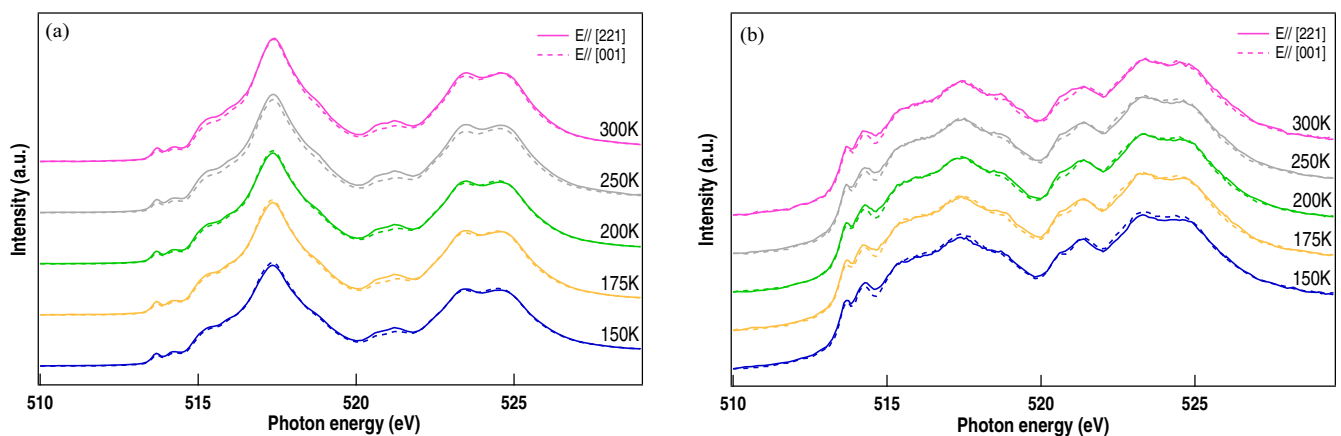 (a)
E// [221]
E// [001]
300K
250K
200K
175K
150K
Intensity (a.u.)
510
515
520
525
Photon energy (eV)
(b)
E// [221]
E// [001]
300K
250K
200K
175K
150K
Intensity (a.u.)
510
515
520
525
Photon energy (eV)